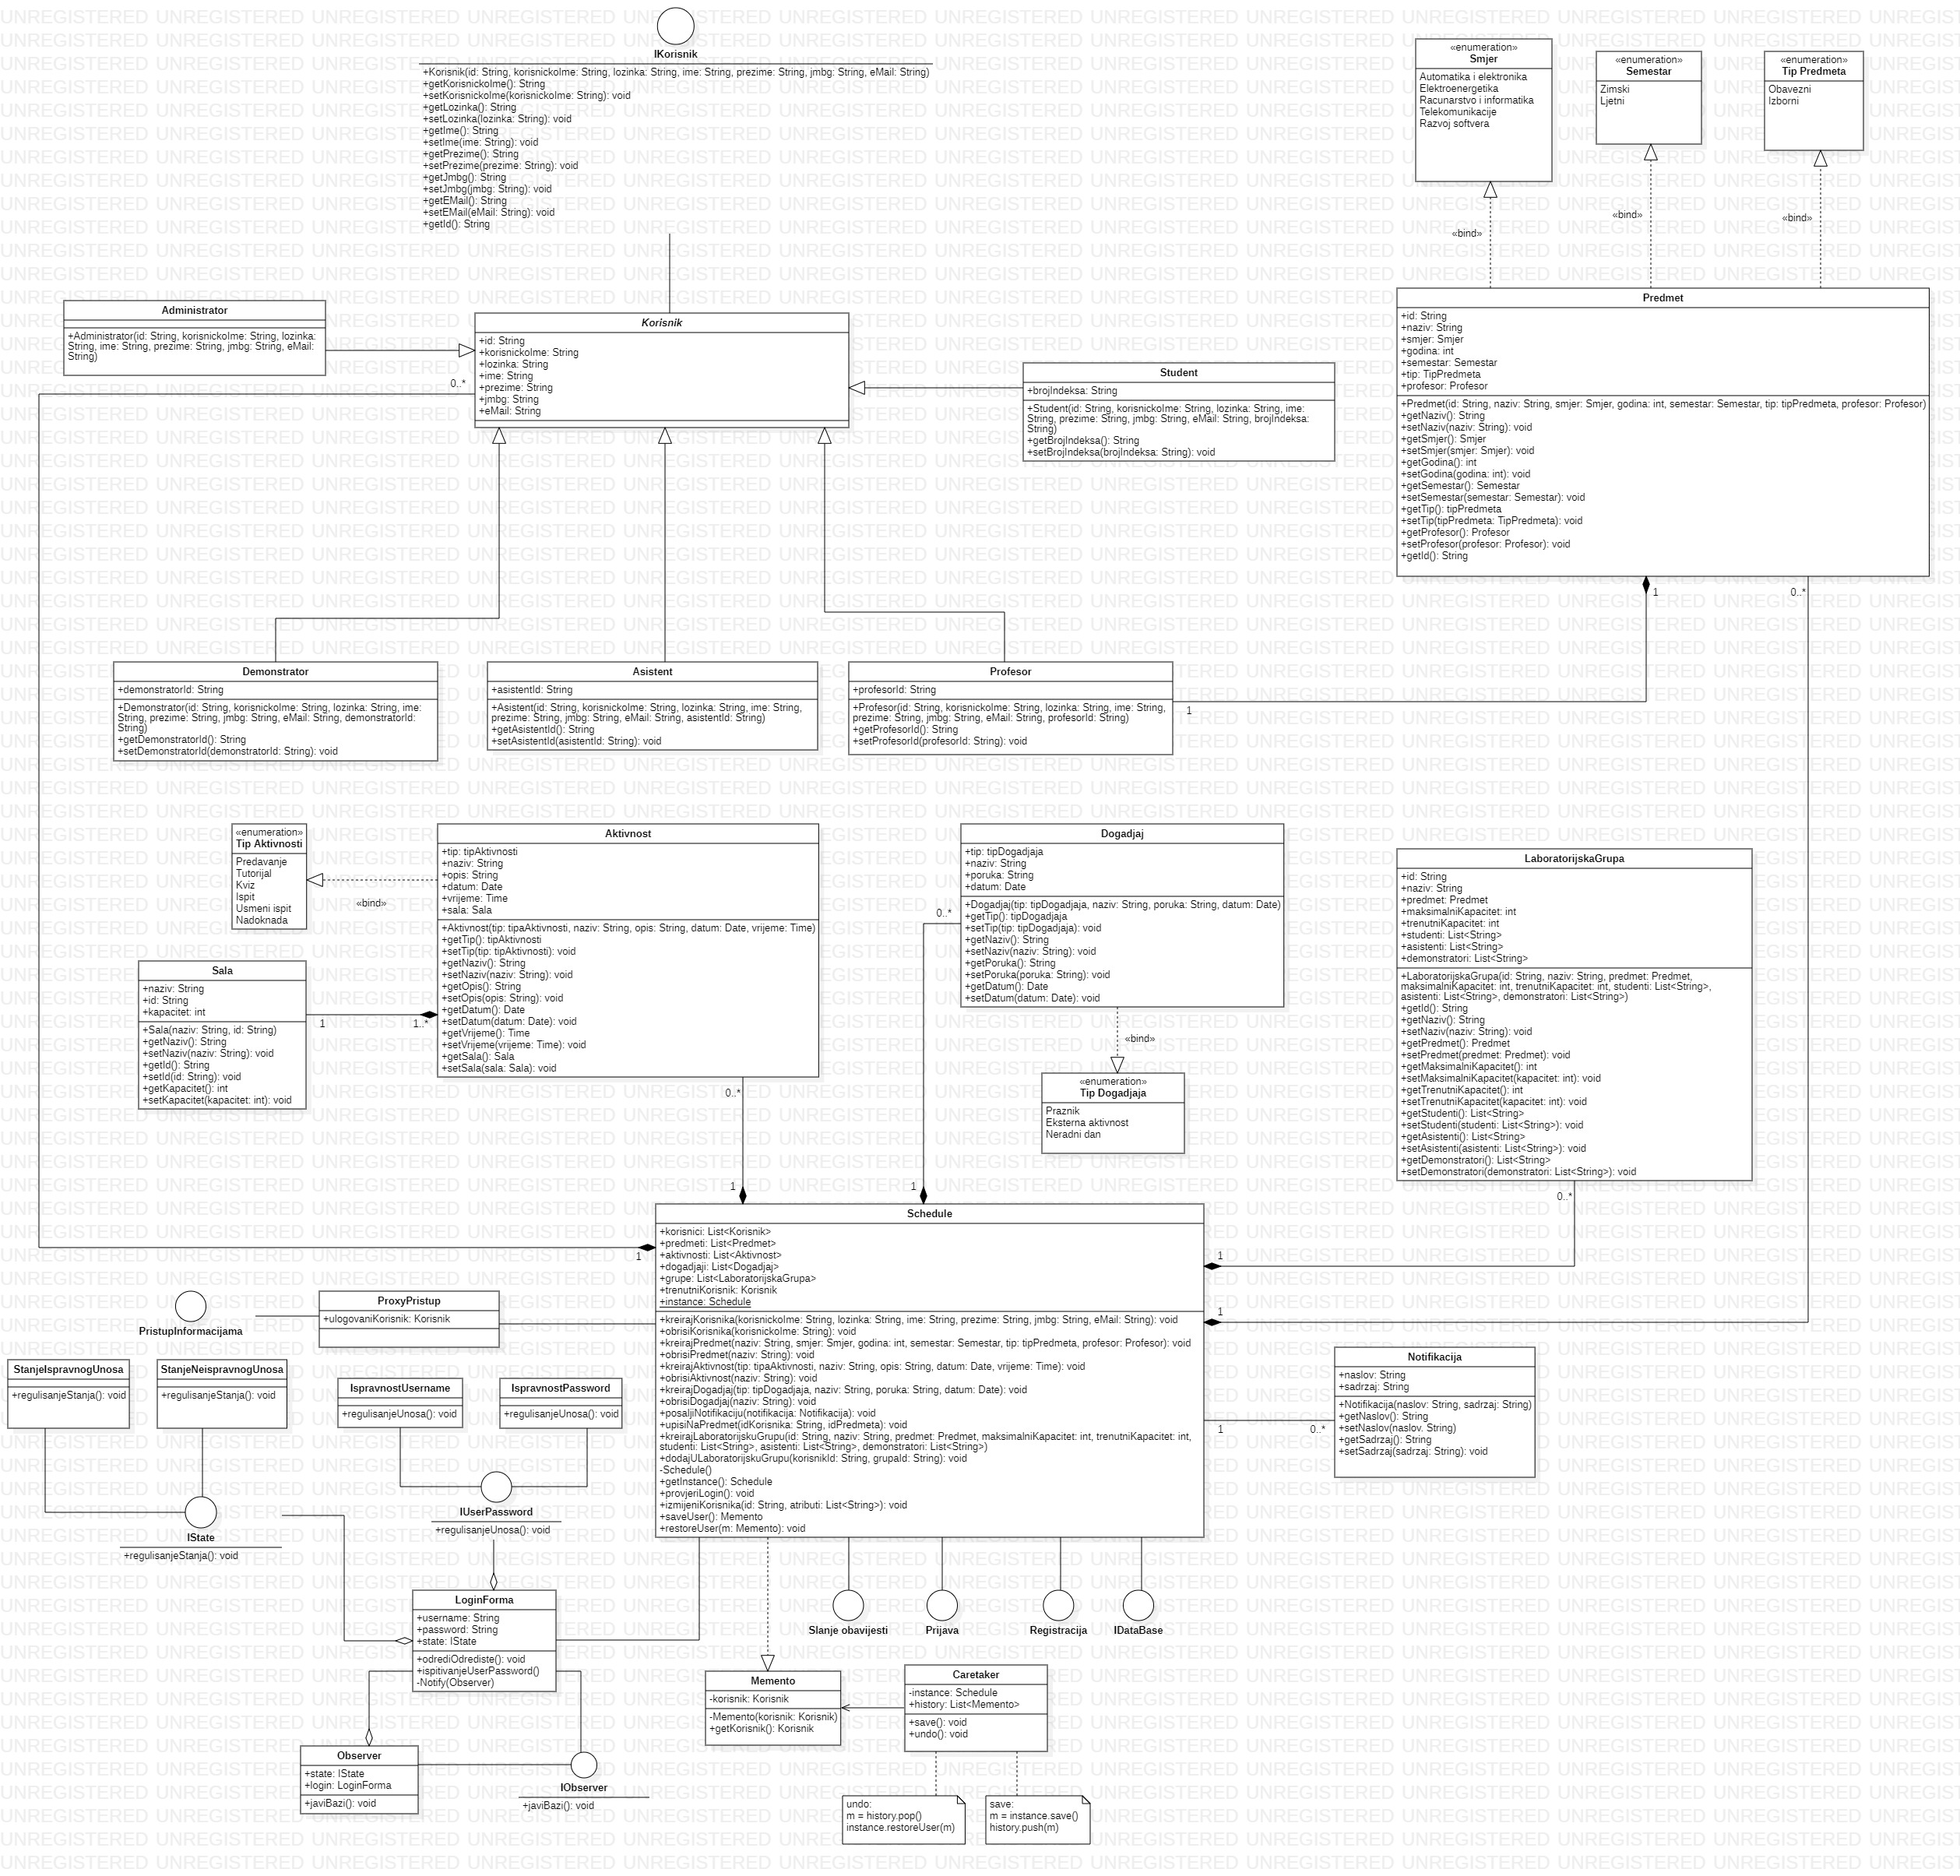 IKorisnik
+Korisnik(id: String, korisnickoIme: String, lozinka: String, ime: String, prezime: String, jmbg: String, eMail: String)
+getKorisnickoIme(): String
+setKorisnickoIme(korisnickoIme: String): void
+getLozinka(): String
+setLozinka(lozinka: String): void
+getIme(): String
+setIme(ime: String): void
+getPrezime(): String
+setPrezime(prezime: String): void
+getJmbg(): String
+setJmbg(jmbg: String): void
+getEMail(): String
+setEMail(eMail: String): void
+getId(): String
«enumeration»
Smjer
Automatika i elektronika
Elektroenergetika
Racunarstvo i informatika
Telekomunikacije
Razvoj softvera
«enumeration»
Semestar
Zimski
Ljetni
«enumeration»
Tip Predmeta
Obavezni
Izborni
«bind»
«bind»
«bind»
Administrator
+Administrator(id: String, korisnickoIme: String, lozinka:
String, ime: String, prezime: String, jmbg: String, eMail:
String)
Korisnik
+id: String
+korisnickoIme: String
+lozinka: String
+ime: String
+prezime: String
+jmbg: String
+eMail: String
0..*
Student
+brojIndeksa: String
+Student(id: String, korisnickoIme: String, lozinka: String, ime:
String, prezime: String, jmbg: String, eMail: String, brojIndeksa:
String)
+getBrojIndeksa(): String
+setBrojIndeksa(brojIndeksa: String): void
Predmet
+id: String
+naziv: String
+smjer: Smjer
+godina: int
+semestar: Semestar
+tip: TipPredmeta
+profesor: Profesor
+Predmet(id: String, naziv: String, smjer: Smjer, godina: int, semestar: Semestar, tip: tipPredmeta, profesor: Profesor)
+getNaziv(): String
+setNaziv(naziv: String): void
+getSmjer(): Smjer
+setSmjer(smjer: Smjer): void
+getGodina(): int
+setGodina(godina: int): void
+getSemestar(): Semestar
+setSemestar(semestar: Semestar): void
+getTip(): tipPredmeta
+setTip(tipPredmeta: TipPredmeta): void
+getProfesor(): Profesor
+setProfesor(profesor: Profesor): void
+getId(): String
1
0..*
Demonstrator
+demonstratorId: String
+Demonstrator(id: String, korisnickoIme: String, lozinka: String, ime:
String, prezime: String, jmbg: String, eMail: String, demonstratorId:
String)
+getDemonstratorId(): String
+setDemonstratorId(demonstratorId: String): void
Asistent
+asistentId: String
+Asistent(id: String, korisnickoIme: String, lozinka: String, ime: String,
prezime: String, jmbg: String, eMail: String, asistentId: String)
+getAsistentId(): String
+setAsistentId(asistentId: String): void
Profesor
+profesorId: String
+Profesor(id: String, korisnickoIme: String, lozinka: String, ime: String,
prezime: String, jmbg: String, eMail: String, profesorId: String)
+getProfesorId(): String
+setProfesorId(profesorId: String): void
1
«enumeration»
Tip Aktivnosti
Predavanje
Tutorijal
Kviz
Ispit
Usmeni ispit
Nadoknada
«bind»
Aktivnost
+tip: tipAktivnosti
+naziv: String
+opis: String
+datum: Date
+vrijeme: Time
+sala: Sala
+Aktivnost(tip: tipaAktivnosti, naziv: String, opis: String, datum: Date, vrijeme: Time)
+getTip(): tipAktivnosti
+setTip(tip: tipAktivnosti): void
+getNaziv(): String
+setNaziv(naziv: String): void
+getOpis(): String
+setOpis(opis: String): void
+getDatum(): Date
+setDatum(datum: Date): void
+getVrijeme(): Time
+setVrijeme(vrijeme: Time): void
+getSala(): Sala
+setSala(sala: Sala): void
0..*
Sala
+naziv: String
+id: String
+kapacitet: int
+Sala(naziv: String, id: String)
+getNaziv(): String
+setNaziv(naziv: String): void
+getId(): String
+setId(id: String): void
+getKapacitet(): int
+setKapacitet(kapacitet: int): void
1
1..*
Dogadjaj
+tip: tipDogadjaja
+naziv: String
+poruka: String
+datum: Date
+Dogadjaj(tip: tipDogadjaja, naziv: String, poruka: String, datum: Date)
+getTip(): tipDogadjaja
+setTip(tip: tipDogadjaja): void
+getNaziv(): String
+setNaziv(naziv: String): void
+getPoruka(): String
+setPoruka(poruka: String): void
+getDatum(): Date
+setDatum(datum: Date): void
0..*
«bind»
«enumeration»
Tip Dogadjaja
Praznik
Eksterna aktivnost
Neradni dan
LaboratorijskaGrupa
+id: String
+naziv: String
+predmet: Predmet
+maksimalniKapacitet: int
+trenutniKapacitet: int
+studenti: List<String>
+asistenti: List<String>
+demonstratori: List<String>
+LaboratorijskaGrupa(id: String, naziv: String, predmet: Predmet,
maksimalniKapacitet: int, trenutniKapacitet: int, studenti: List<String>,
asistenti: List<String>, demonstratori: List<String>)
+getId(): String
+getNaziv(): String
+setNaziv(naziv: String): void
+getPredmet(): Predmet
+setPredmet(predmet: Predmet): void
+getMaksimalniKapacitet(): int
+setMaksimalniKapacitet(kapacitet: int): void
+getTrenutniKapacitet(): int
+setTrenutniKapacitet(kapacitet: int): void
+getStudenti(): List<String>
+setStudenti(studenti: List<String>): void
+getAsistenti(): List<String>
+setAsistenti(asistenti: List<String>): void
+getDemonstratori(): List<String>
+setDemonstratori(demonstratori: List<String>): void
0..*
1
1
1
1
1
Schedule
+korisnici: List<Korisnik>
+predmeti: List<Predmet>
+aktivnosti: List<Aktivnost>
+dogadjaji: List<Dogadjaj>
+grupe: List<LaboratorijskaGrupa>
+trenutniKorisnik: Korisnik
+instance: Schedule
+kreirajKorisnika(korisnickoIme: String, lozinka: String, ime: String, prezime: String, jmbg: String, eMail: String): void
+obrisiKorisnika(korisnickoIme: String): void
+kreirajPredmet(naziv: String, smjer: Smjer, godina: int, semestar: Semestar, tip: tipPredmeta, profesor: Profesor): void
+obrisiPredmet(naziv: String): void
+kreirajAktivnost(tip: tipaAktivnosti, naziv: String, opis: String, datum: Date, vrijeme: Time): void
+obrisiAktivnost(naziv: String): void
+kreirajDogadjaj(tip: tipDogadjaja, naziv: String, poruka: String, datum: Date): void
+obrisiDogadjaj(naziv: String): void
+posaljiNotifikaciju(notifikacija: Notifikacija): void
+upisiNaPredmet(idKorisnika: String, idPredmeta): void
+kreirajLaboratorijskuGrupu(id: String, naziv: String, predmet: Predmet, maksimalniKapacitet: int, trenutniKapacitet: int,
studenti: List<String>, asistenti: List<String>, demonstratori: List<String>)
+dodajULaboratorijskuGrupu(korisnikId: String, grupaId: String): void
-Schedule()
+getInstance(): Schedule
+provjeriLogin(): void
+izmijeniKorisnika(id: String, atributi: List<String>): void
+saveUser(): Memento
+restoreUser(m: Memento): void
PristupInformacijama
ProxyPristup
+ulogovaniKorisnik: Korisnik
StanjeIspravnogUnosa
+regulisanjeStanja(): void
StanjeNeispravnogUnosa
+regulisanjeStanja(): void
IspravnostUsername
+regulisanjeUnosa(): void
IspravnostPassword
+regulisanjeUnosa(): void
Notifikacija
+naslov: String
+sadrzaj: String
+Notifikacija(naslov: String, sadrzaj: String)
+getNaslov(): String
+setNaslov(naslov. String)
+getSadrzaj(): String
+setSadrzaj(sadrzaj: String): void
1
0..*
IState
+regulisanjeStanja(): void
IUserPassword
+regulisanjeUnosa(): void
LoginForma
+username: String
+password: String
+state: IState
+odrediOdrediste(): void
+ispitivanjeUserPassword()
-Notify(Observer)
Slanje obavijesti
Prijava
Registracija
IDataBase
Memento
-korisnik: Korisnik
-Memento(korisnik: Korisnik)
+getKorisnik(): Korisnik
Caretaker
-instance: Schedule
+history: List<Memento>
+save(): void
+undo(): void
Observer
+state: IState
+login: LoginForma
+javiBazi(): void
IObserver
+javiBazi(): void
undo:
m = history.pop()
instance.restoreUser(m)
save:
m = instance.save()
history.push(m)